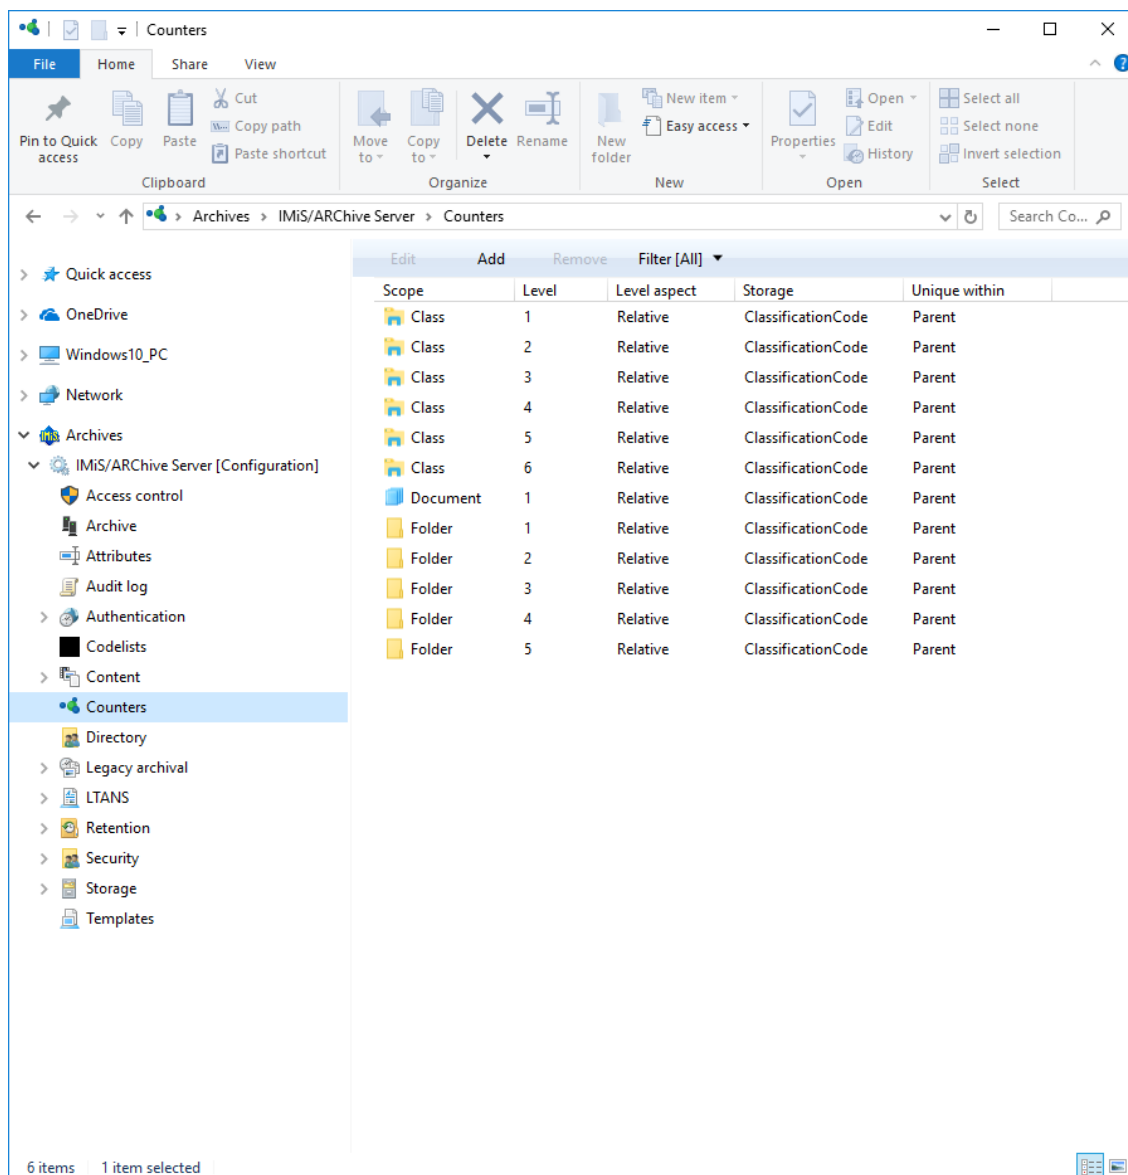 Counters
File Home Share View
Pin to Quick access
Copy
Paste
Cut
Copy path
Paste shortcut
Clipboard
Move to
Copy to
Delete
Rename
Organize
New folder
New item
Easy access
New
Properties
Open
Edit
History
Open
Select all
Select none
Invert selection
Select
Archives > IMiS/ARChive Server > Counters
Search Co...
Quick access
OneDrive
Windows10_PC
Network
Archives
IMiS/ARChive Server [Configuration]
Access control
Archive
Attributes
Audit log
Authentication
Codelists
Content
Counters
Directory
Legacy archival
LTANS
Retention
Security
Storage
Templates
Edit Add Remove Filter [All]
Scope Level Level aspect Storage Unique within
Class 1 Relative ClassificationCode Parent
Class 2 Relative ClassificationCode Parent
Class 3 Relative ClassificationCode Parent
Class 4 Relative ClassificationCode Parent
Class 5 Relative ClassificationCode Parent
Class 6 Relative ClassificationCode Parent
Document 1 Relative ClassificationCode Parent
Folder 1 Relative ClassificationCode Parent
Folder 2 Relative ClassificationCode Parent
Folder 3 Relative ClassificationCode Parent
Folder 4 Relative ClassificationCode Parent
Folder 5 Relative ClassificationCode Parent
6 items 1 item selected